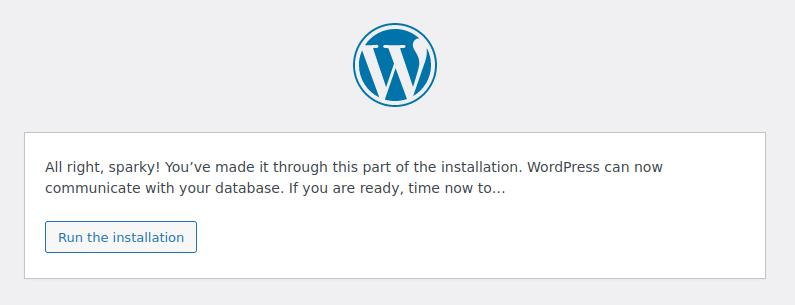 All right, sparky! You’ve made it through this part of the installation. WordPress can now
communicate with your database. If you are ready, time now to…
Run the installation